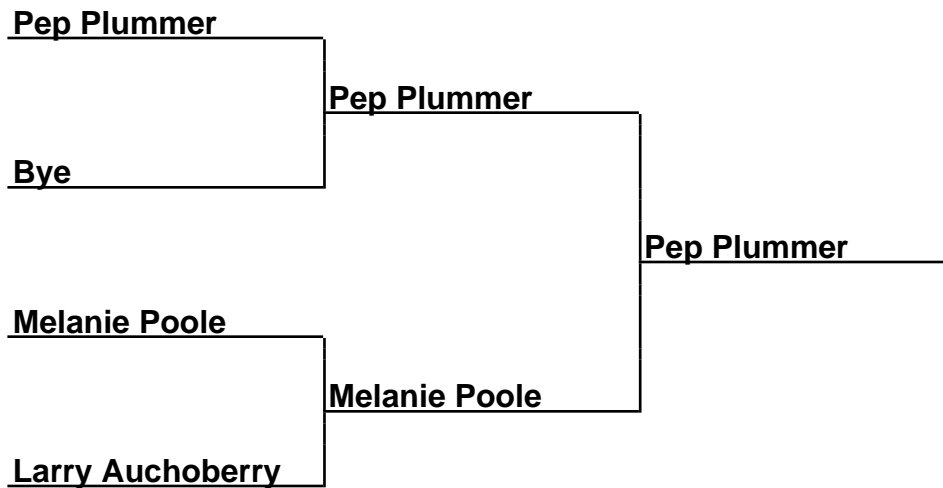 Pep Plummer
Pep Plummer
Bye
Pep Plummer
Melanie Poole
Melanie Poole
Larry Auchoberry